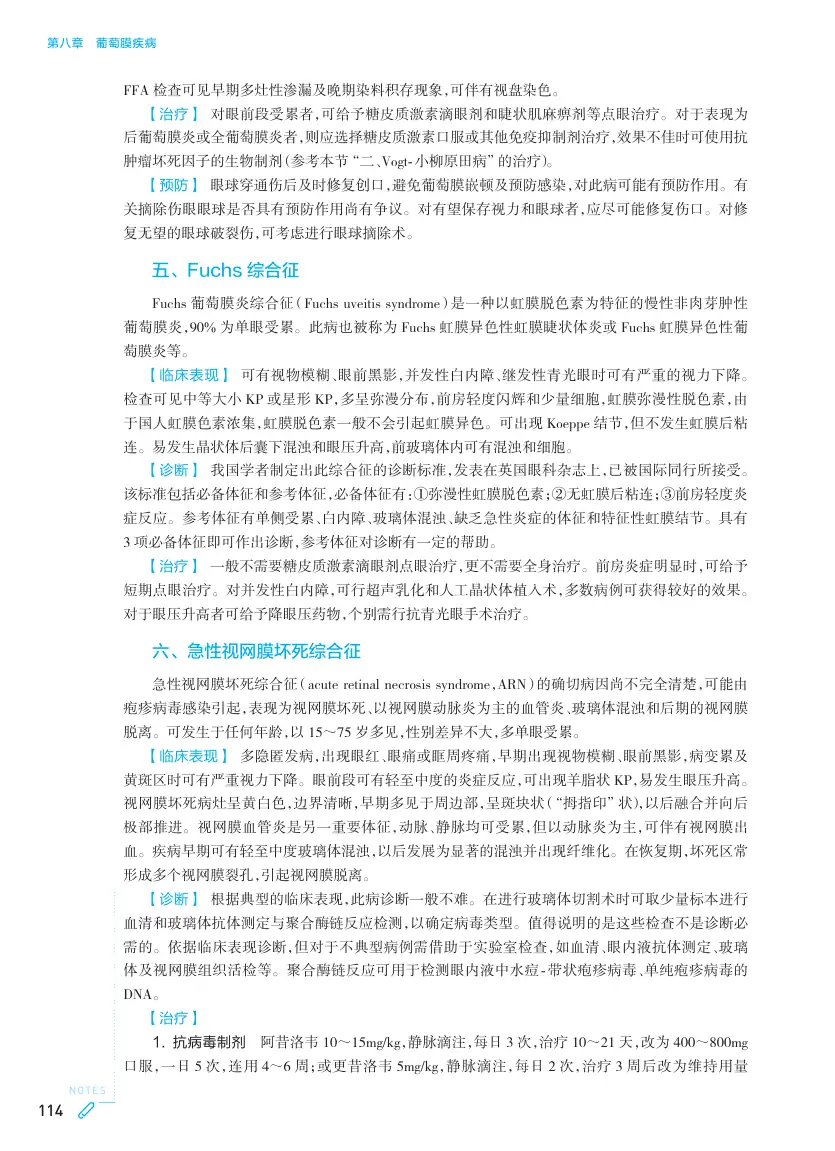 第八章 葡萄膜疾病
FFA 检查可见早期多灶性渗漏及晚期染料积存现象,可伴有视盘染色。
【治疗】 对眼前段受累者,可给予糖皮质激素滴眼剂和睫状肌麻痹剂等点眼治疗。对于表现为
后葡萄膜炎或全葡萄膜炎者,则应选择糖皮质激素口服或其他免疫抑制剂治疗,效果不佳时可使用抗
肿瘤坏死因子的生物制剂(参考本节“二、Vogt-小柳原田病”的治疗)。
【预防】 眼球穿通伤后及时修复创口,避免葡萄膜嵌顿及预防感染,对此病可能有预防作用。有
关摘除伤眼眼球是否具有预防作用尚有争议。对有望保存视力和眼球者,应尽可能修复伤口。对修
复无望的眼球破裂伤,可考虑进行眼球摘除术。
五、Fuchs 综合征
Fuchs 葡萄膜炎综合征(Fuchs uveitis syndrome)是一种以虹膜脱色素为特征的慢性非肉芽肿性
葡萄膜炎,90% 为单眼受累。此病也被称为 Fuchs 虹膜异色性虹膜睫状体炎或 Fuchs 虹膜异色性葡
萄膜炎等。
【临床表现】 可有视物模糊、眼前黑影,并发性白内障、继发性青光眼时可有严重的视力下降。
检查可见中等大小 KP 或星形 KP,多呈弥漫分布,前房轻度闪辉和少量细胞,虹膜弥漫性脱色素,由
于国人虹膜色素浓集,虹膜脱色素一般不会引起虹膜异色。可出现 Koeppe 结节,但不发生虹膜后粘
连。易发生晶状体后囊下混浊和眼压升高,前玻璃体内可有混浊和细胞。
【诊断】 我国学者制定出此综合征的诊断标准,发表在英国眼科杂志上,已被国际同行所接受。
该标准包括必备体征和参考体征,必备体征有:①弥漫性虹膜脱色素;②无虹膜后粘连;③前房轻度炎
症反应。参考体征有单侧受累、白内障、玻璃体混浊、缺乏急性炎症的体征和特征性虹膜结节。具有
3 项必备体征即可作出诊断,参考体征对诊断有一定的帮助。
【治疗】 一般不需要糖皮质激素滴眼剂点眼治疗,更不需要全身治疗。前房炎症明显时,可给予
短期点眼治疗。对并发性白内障,可行超声乳化和人工晶状体植入术,多数病例可获得较好的效果。
对于眼压升高者可给予降眼压药物,个别需行抗青光眼手术治疗。
六、急性视网膜坏死综合征
急性视网膜坏死综合征(acute retinal necrosis syndrome,ARN)的确切病因尚不完全清楚,可能由
疱疹病毒感染引起,表现为视网膜坏死、以视网膜动脉炎为主的血管炎、玻璃体混浊和后期的视网膜
脱离。可发生于任何年龄,以 15～75 岁多见,性别差异不大,多单眼受累。
【临床表现】 多隐匿发病,出现眼红、眼痛或眶周疼痛,早期出现视物模糊、眼前黑影,病变累及
黄斑区时可有严重视力下降。眼前段可有轻至中度的炎症反应,可出现羊脂状 KP,易发生眼压升高。
视网膜坏死病灶呈黄白色,边界清晰,早期多见于周边部,呈斑块状(“拇指印”状),以后融合并向后
极部推进。视网膜血管炎是另一重要体征,动脉、静脉均可受累,但以动脉炎为主,可伴有视网膜出
血。疾病早期可有轻至中度玻璃体混浊,以后发展为显著的混浊并出现纤维化。在恢复期,坏死区常
形成多个视网膜裂孔,引起视网膜脱离。
【诊断】 根据典型的临床表现,此病诊断一般不难。在进行玻璃体切割术时可取少量标本进行
血清和玻璃体抗体测定与聚合酶链反应检测,以确定病毒类型。值得说明的是这些检查不是诊断必
需的。依据临床表现诊断,但对于不典型病例需借助于实验室检查,如血清、眼内液抗体测定、玻璃
体及视网膜组织活检等。聚合酶链反应可用于检测眼内液中水痘-带状疱疹病毒、单纯疱疹病毒的
DNA。
【治疗】
1. 抗病毒制剂 阿昔洛韦 10～15mg/kg,静脉滴注,每日 3 次,治疗 10～21 天,改为 400～800mg
口服,一日 5 次,连用 4～6 周;或更昔洛韦 5mg/kg,静脉滴注,每日 2 次,治疗 3 周后改为维持用量
NOTES
114